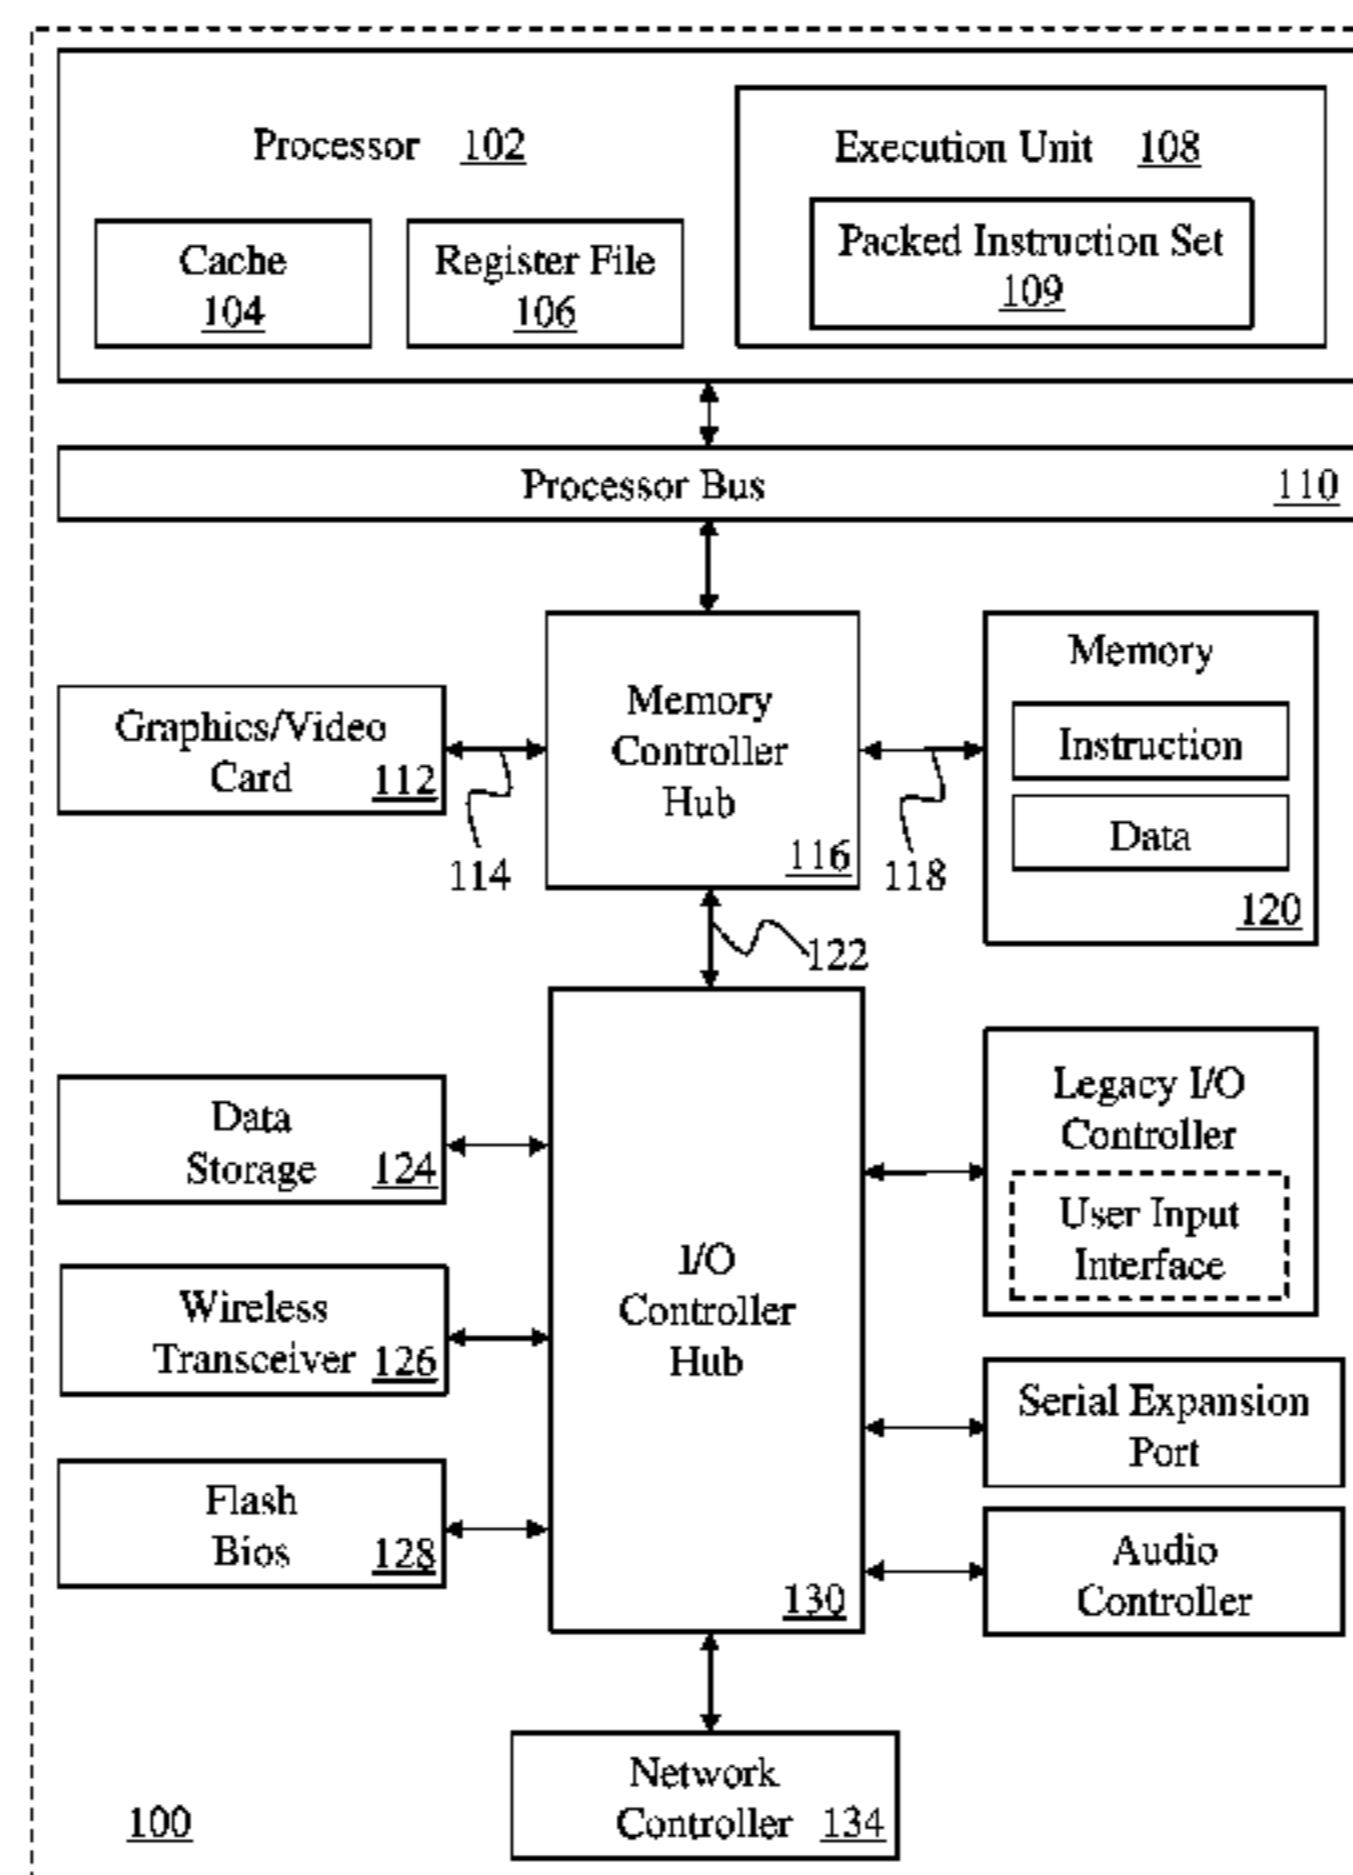 Processor 102
Cache
104
Register File
106
Execution Unit 108
Packed Instruction Set
109
Processor Bus 110
Graphics/Video
Card 112
114
Memory
Controller
Hub
116
118
Memory
Instruction
Data
120
122
Data
Storage 124
Wireless
Transceiver 126
Flash
Bios 128
I/O
Controller
Hub
130
Legacy I/O
Controller
User Input
Interface
Serial Expansion
Port
Audio
Controller
Network
Controller 134
100